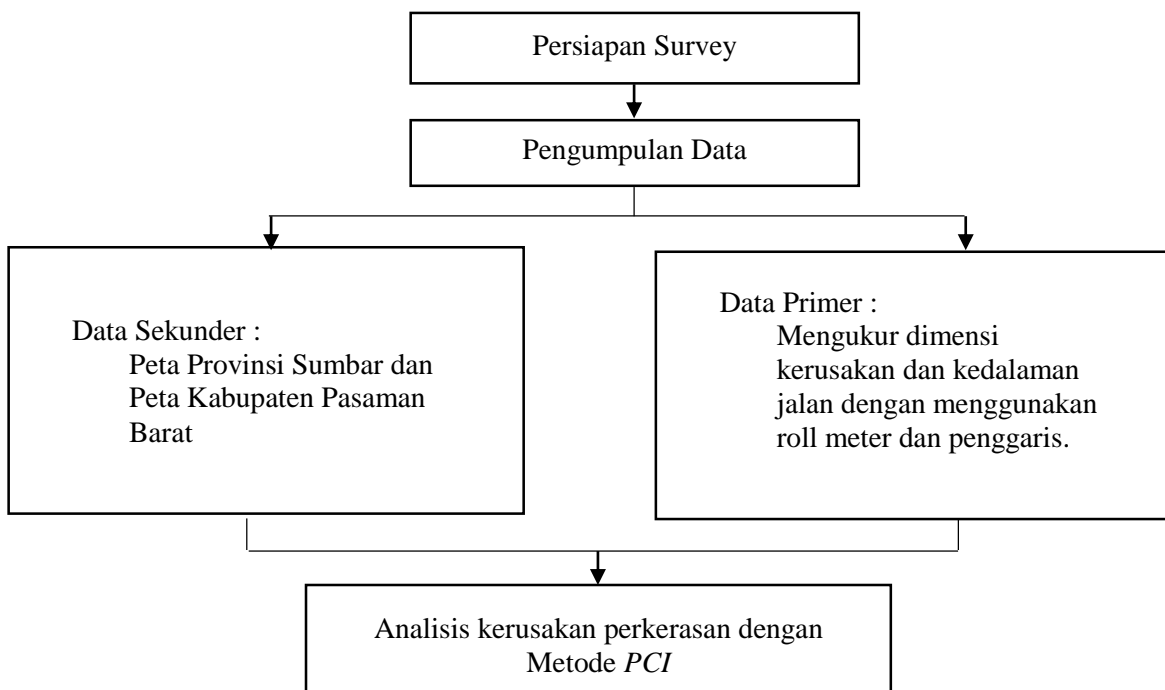 Persiapan Survey
Pengumpulan Data
Data Sekunder :
Peta Provinsi Sumbar dan
Peta Kabupaten Pasaman
Barat
Data Primer :
Mengukur dimensi
kerusakan dan kedalaman
jalan dengan menggunakan
roll meter dan penggaris.
Analisis kerusakan perkerasan dengan
Metode PCI